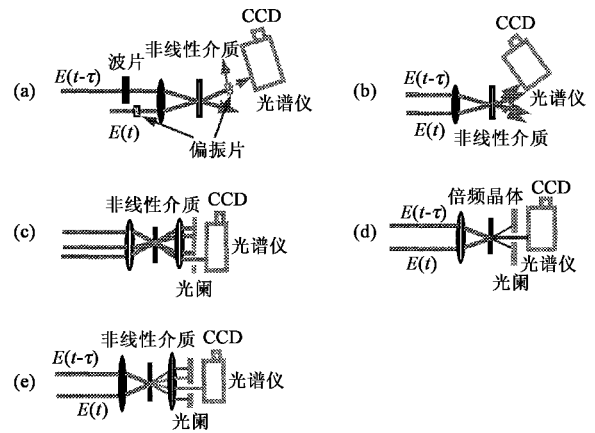 (a)
波片
非线性介质
CCD
E(t-τ)
E(t)
偏振片
光谱仪
(b)
CCD
E(t-τ)
E(t)
光谱仪
非线性介质
(c)
非线性介质
CCD
光谱仪
光阑
(d)
E(t-τ)
E(t)
倍频晶体
CCD
光谱仪
光阑
(e)
E(t-τ)
E(t)
非线性介质
CCD
光谱仪
光阑